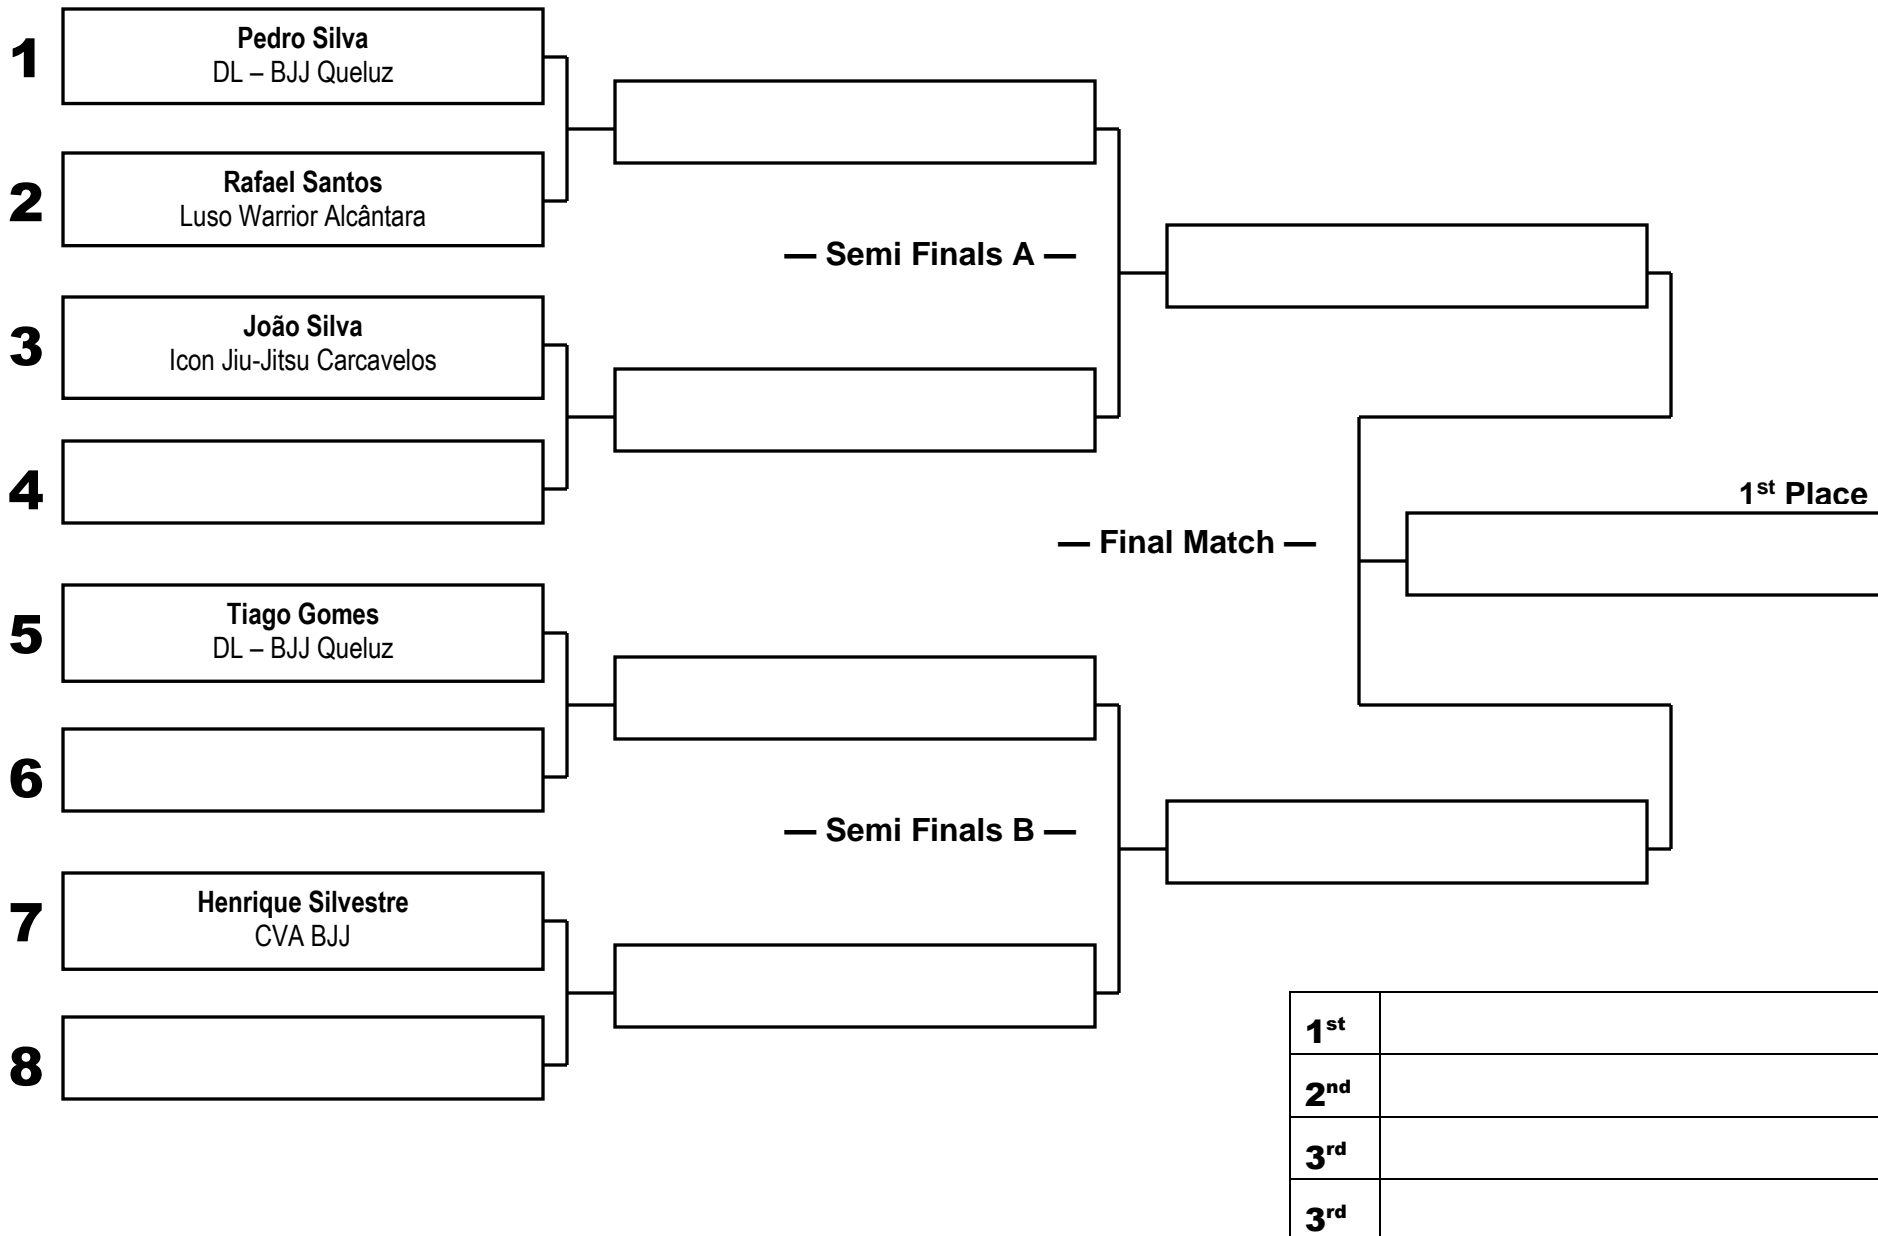 1
Pedro Silva
DL – BJJ Queluz
2
Rafael Santos
Luso Warrior Alcântara
— Semi Finals A —
3
João Silva
Icon Jiu-Jitsu Carcavelos
4
1st Place
— Final Match —
5
Tiago Gomes
DL – BJJ Queluz
6
— Semi Finals B —
7
Henrique Silvestre
CVA BJJ
8
1st
2nd
3rd
3rd